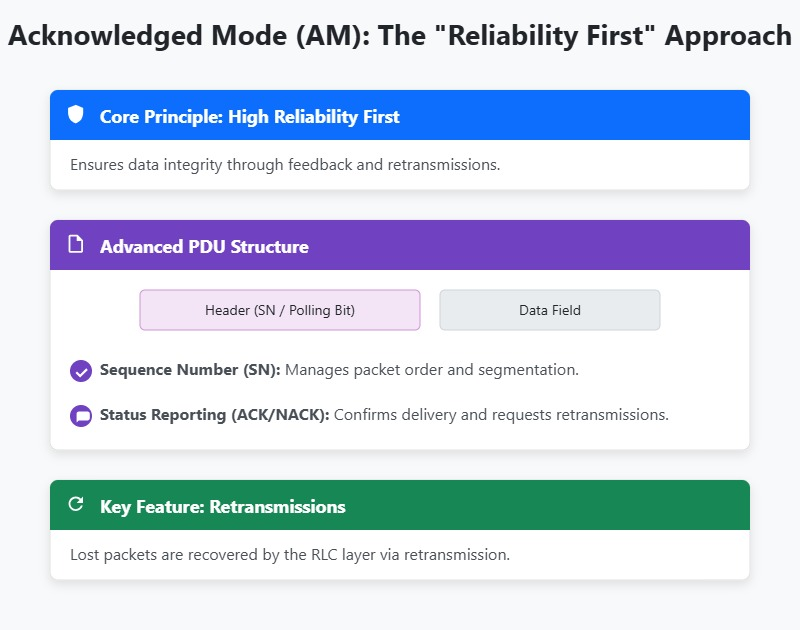 Acknowledged Mode (AM): The "Reliability First" Approach
Core Principle: High Reliability First
Ensures data integrity through feedback and retransmissions.
Advanced PDU Structure
Header (SN / Polling Bit)
Data Field
Sequence Number (SN): Manages packet order and segmentation.
Status Reporting (ACK/NACK): Confirms delivery and requests retransmissions.
Key Feature: Retransmissions
Lost packets are recovered by the RLC layer via retransmission.